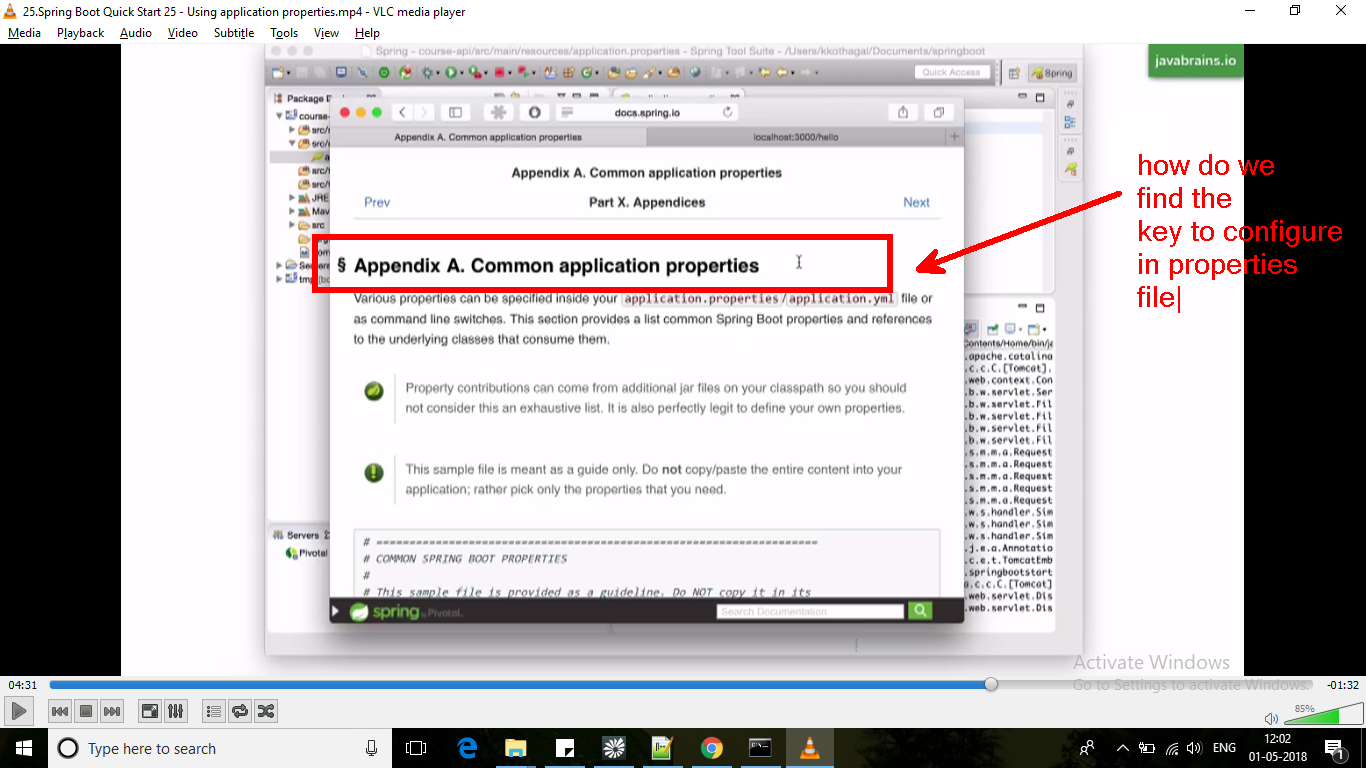 25.Spring Boot Quick Start 25 - Using application properties.mp4 - VLC media player
Media Playback Audio Video Subtitle Tools View Help
Spring - course-api/src/main/resources/application.properties - Spring Tool Suite - /Users/kkothagal/Documents/springboot
javabrains.io
Quick Access
Spring
Package
docs.spring.io
course-
Appendix A. Common application properties
localhost:3000/hello
src/
src/
Appendix A. Common application properties
src/
src/
JRE
Prev
Part X. Appendices
Next
Mav
src
how do we
find the
key to configure
in properties
file
§ Appendix A. Common application properties
Various properties can be specified inside your application.properties/application.yml file or
as command line switches. This section provides a list common Spring Boot properties and references
to the underlying classes that consume them.
Property contributions can come from additional jar files on your classpath so you should
not consider this an exhaustive list. It is also perfectly legit to define your own properties.
This sample file is meant as a guide only. Do not copy/paste the entire content into your
application; rather pick only the properties that you need.
# ===================================================================
# COMMON SPRING BOOT PROPERTIES
#
# This sample file is provided as a guideline. Do NOT copy it in its
spring by Pivotal.
Search Documentation
Servers
Pivotal
Contents/Home/bin/
.apache.catalina
.c.c.C.[Tomcat].
.web.context.Con
.b.w.servlet.Ser
.b.w.servlet.Fil
.b.w.servlet.Fil
.b.w.servlet.Fil
.b.w.servlet.Fil
.s.m.m.a.Request
.s.m.m.a.Request
.s.m.m.a.Request
.s.m.m.a.Request
.s.m.m.a.Request
.w.s.handler.Sim
.w.s.handler.Sim
.w.s.handler.Sim
.j.e.a.Annotatio
.c.e.t.TomcatEmb
.springbootstart
a.c.c.C.[Tomcat]
.web.servlet.Dis
.web.servlet.Dis
Activate Windows
Go to Settings to activate Windows.
04:31
-01:32
85%
Type here to search
ENG
12:02
01-05-2018
1